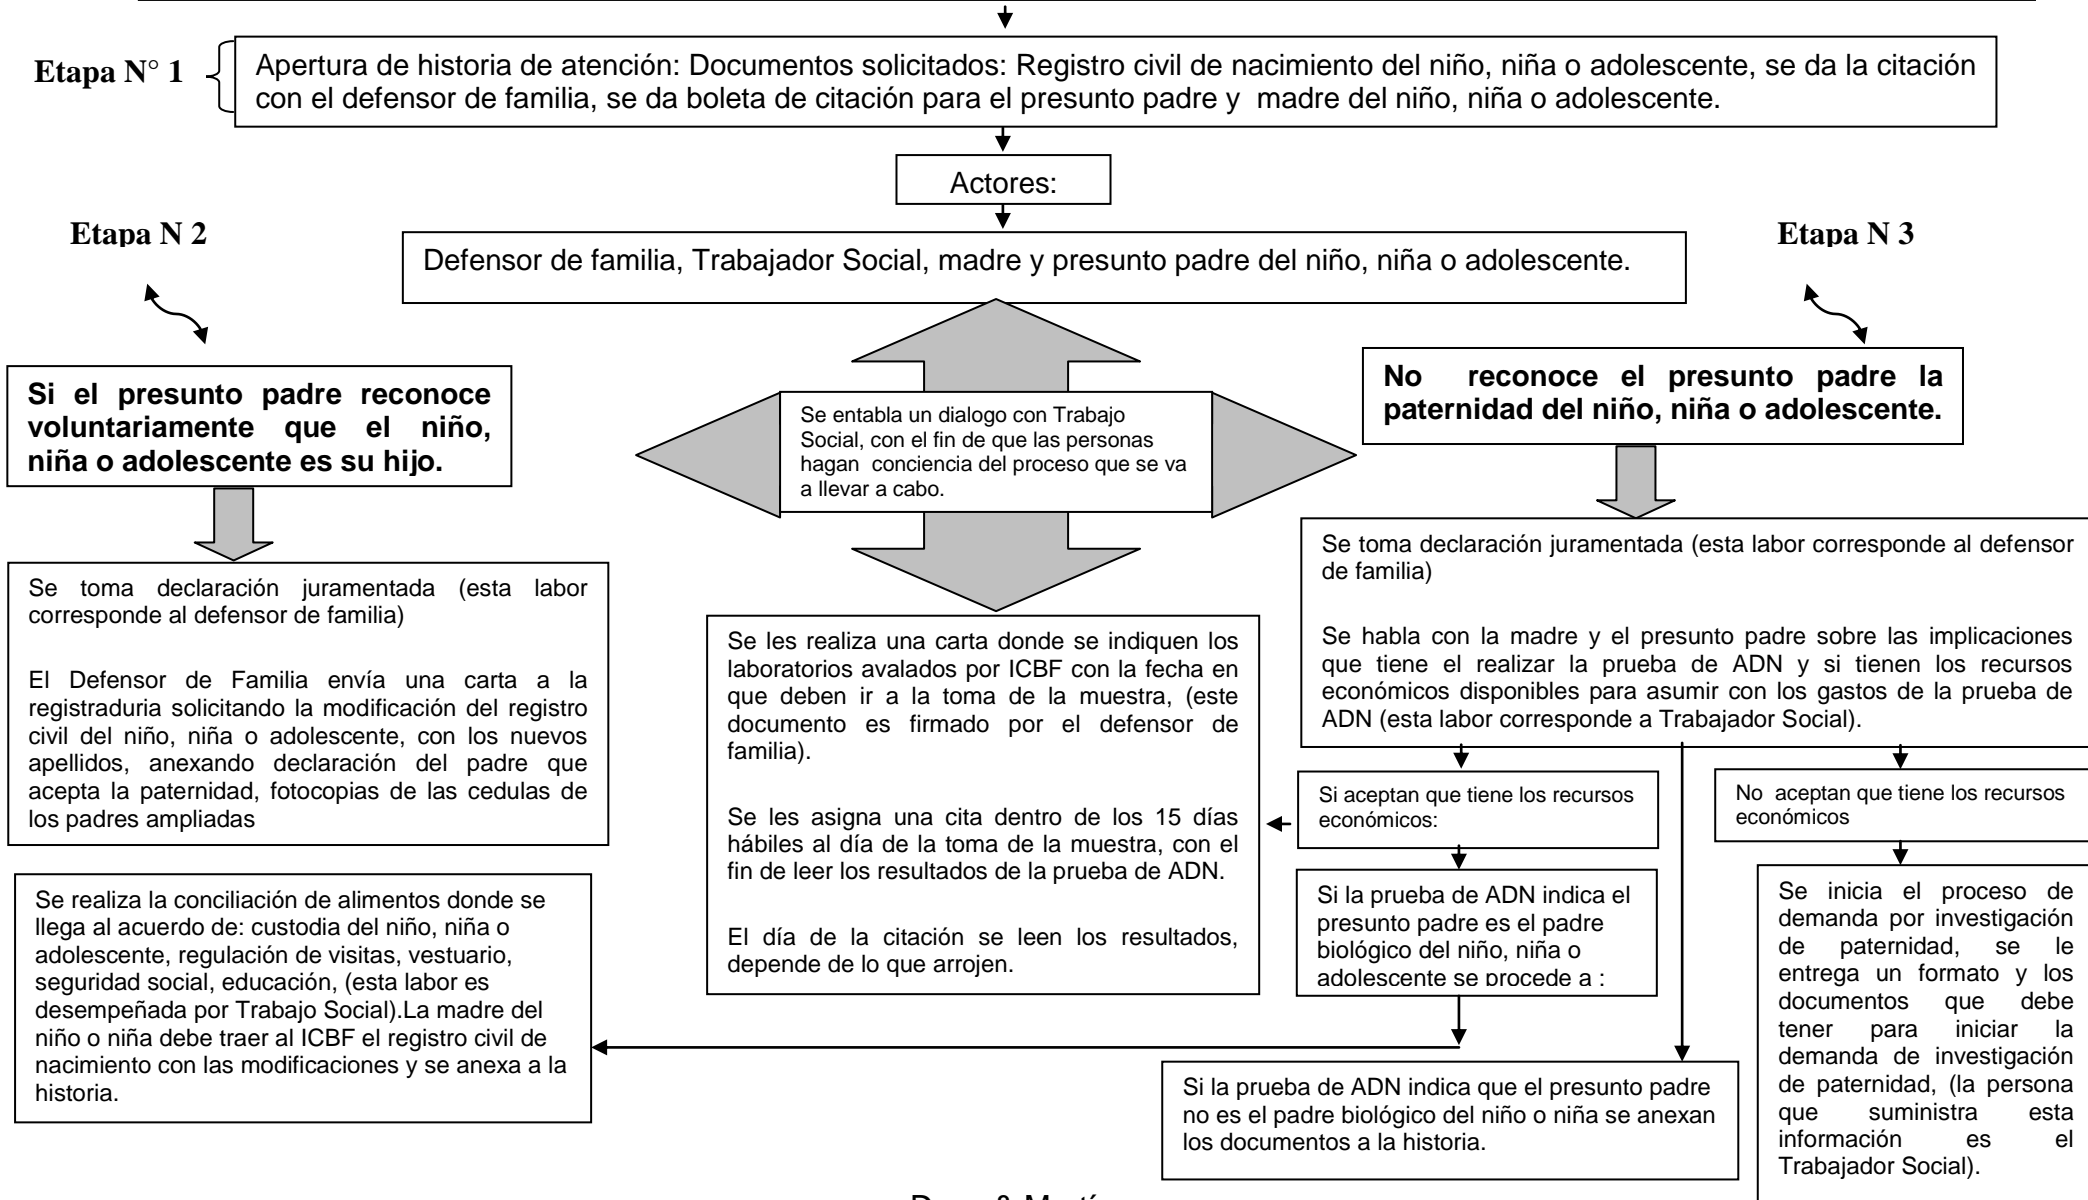 Etapa N° 1
Apertura de historia de atención: Documentos solicitados: Registro civil de nacimiento del niño, niña o adolescente, se da la citación
con el defensor de familia, se da boleta de citación para el presunto padre y madre del niño, niña o adolescente.
Actores:
Etapa N 2
Etapa N 3
Defensor de familia, Trabajador Social, madre y presunto padre del niño, niña o adolescente.
Si el presunto padre reconoce
voluntariamente que el niño,
niña o adolescente es su hijo.
Se entabla un dialogo con Trabajo
Social, con el fin de que las personas
hagan conciencia del proceso que se va
a llevar a cabo.
No reconoce el presunto padre la
paternidad del niño, niña o adolescente.
Se toma declaración juramentada (esta labor
corresponde al defensor de familia)
El Defensor de Familia envía una carta a la
registraduria solicitando la modificación del registro
civil del niño, niña o adolescente, con los nuevos
apellidos, anexando declaración del padre que
acepta la paternidad, fotocopias de las cedulas de
los padres ampliadas
Se realiza la conciliación de alimentos donde se
llega al acuerdo de: custodia del niño, niña o
adolescente, regulación de visitas, vestuario,
seguridad social, educación, (esta labor es
desempeñada por Trabajo Social).La madre del
niño o niña debe traer al ICBF el registro civil de
nacimiento con las modificaciones y se anexa a la
historia.
Se les realiza una carta donde se indiquen los
laboratorios avalados por ICBF con la fecha en
que deben ir a la toma de la muestra, (este
documento es firmado por el defensor de
familia).
Se les asigna una cita dentro de los 15 días
hábiles al día de la toma de la muestra, con el
fin de leer los resultados de la prueba de ADN.
El día de la citación se leen los resultados,
depende de lo que arrojen.
Se toma declaración juramentada (esta labor corresponde al defensor
de familia)
Se habla con la madre y el presunto padre sobre las implicaciones
que tiene el realizar la prueba de ADN y si tienen los recursos
económicos disponibles para asumir con los gastos de la prueba de
ADN (esta labor corresponde a Trabajador Social).
Si aceptan que tiene los recursos
económicos:
No aceptan que tiene los recursos
económicos
Si la prueba de ADN indica el
presunto padre es el padre
biológico del niño, niña o
adolescente se procede a :
Si la prueba de ADN indica que el presunto padre
no es el padre biológico del niño o niña se anexan
los documentos a la historia.
Se inicia el proceso de
demanda por investigación
de paternidad, se le
entrega un formato y los
documentos que debe
tener para iniciar la
demanda de investigación
de paternidad, (la persona
que suministra esta
información es el
Trabajador Social).